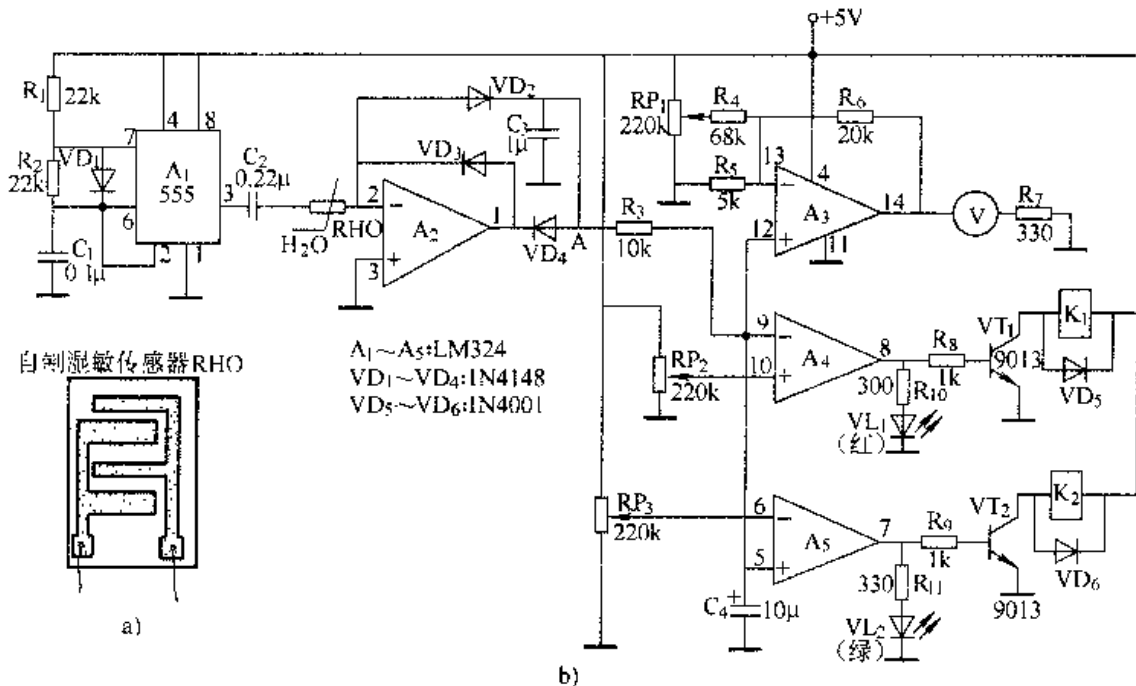 +5V
R₁ 22k
R₂ 22k
VD₁
C₁ 0.1μ
7
4
8
6
2
1
3
A₁ 555
C₂ 0.22μ
H₂O RHO
2
3
A₂
1
VD₂
VD₃
VD₄
1μ
A
R₃ 10k
RP₁ 220k
R₄ 68k
R₅ 5k
R₆ 20k
13
12
4
11
14
A₃
V
R₇ 330
RP₂ 220k
9
10
A₄
8
R₈ 1k
300 R₁₀
VL₁ (红)
VT₁ 9013
K₁
VD₅
RP₃ 220k
6
5
A₅
7
R₉ 1k
330 R₁₁
VL₂ (绿)
VT₂ 9013
K₂
VD₆
C₄ + 10μ
自制湿敏传感器RHO
A₁~A₅:LM324
VD₁~VD₄:1N4148
VD₅~VD₆:1N4001
a)
b)